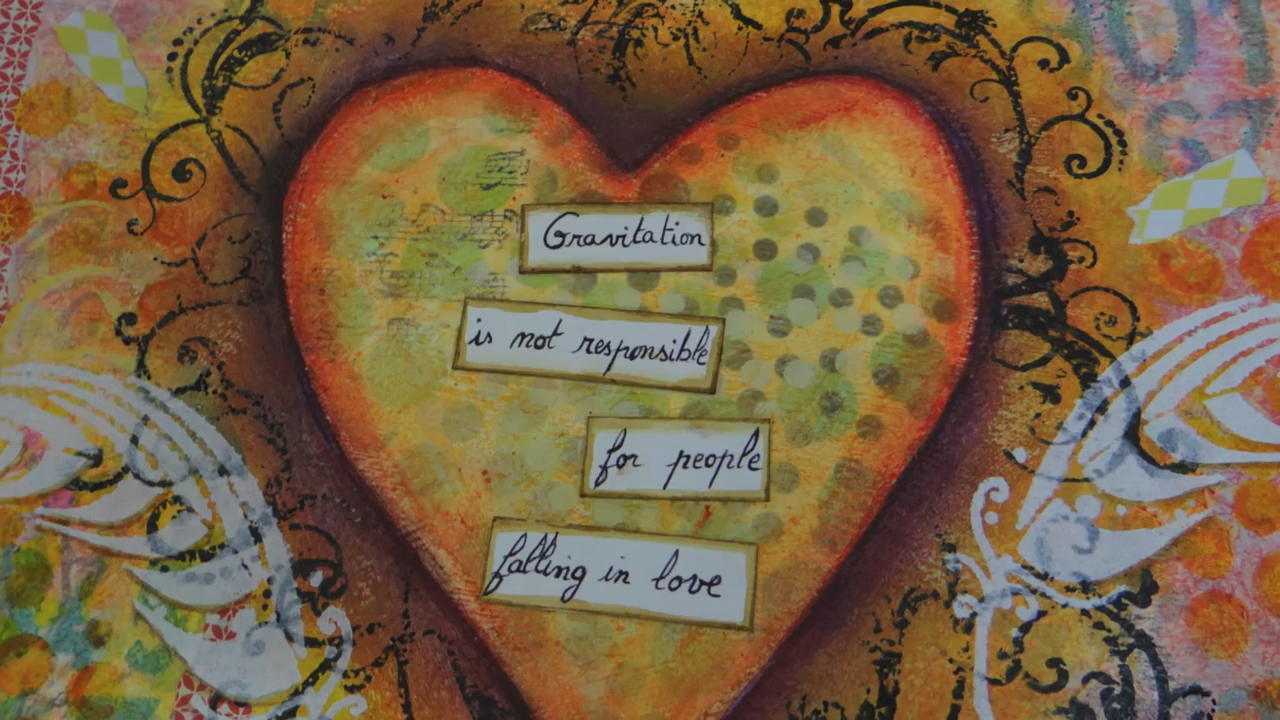 Gravitation
is not responsible
for people
falling in love